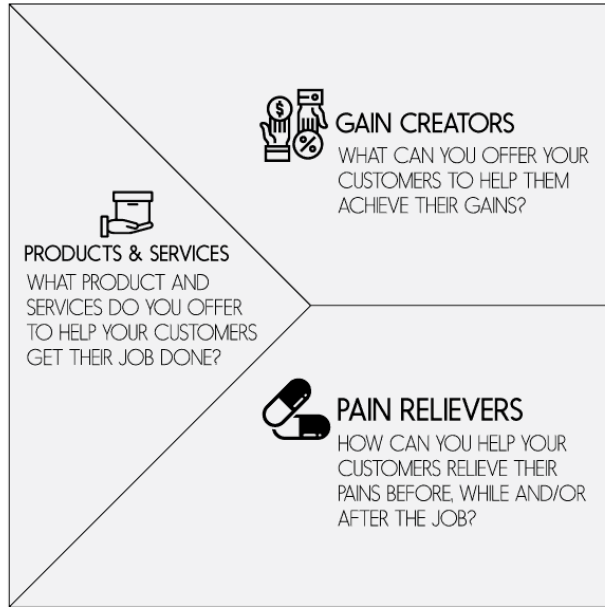 GAIN CREATORS
WHAT CAN YOU OFFER YOUR
CUSTOMERS TO HELP THEM
ACHIEVE THEIR GAINS?
PRODUCTS & SERVICES
WHAT PRODUCT AND
SERVICES DO YOU OFFER
TO HELP YOUR CUSTOMERS
GET THEIR JOB DONE?
PAIN RELIEVERS
HOW CAN YOU HELP YOUR
CUSTOMERS RELIEVE THEIR
PAINS BEFORE, WHILE AND/OR
AFTER THE JOB?